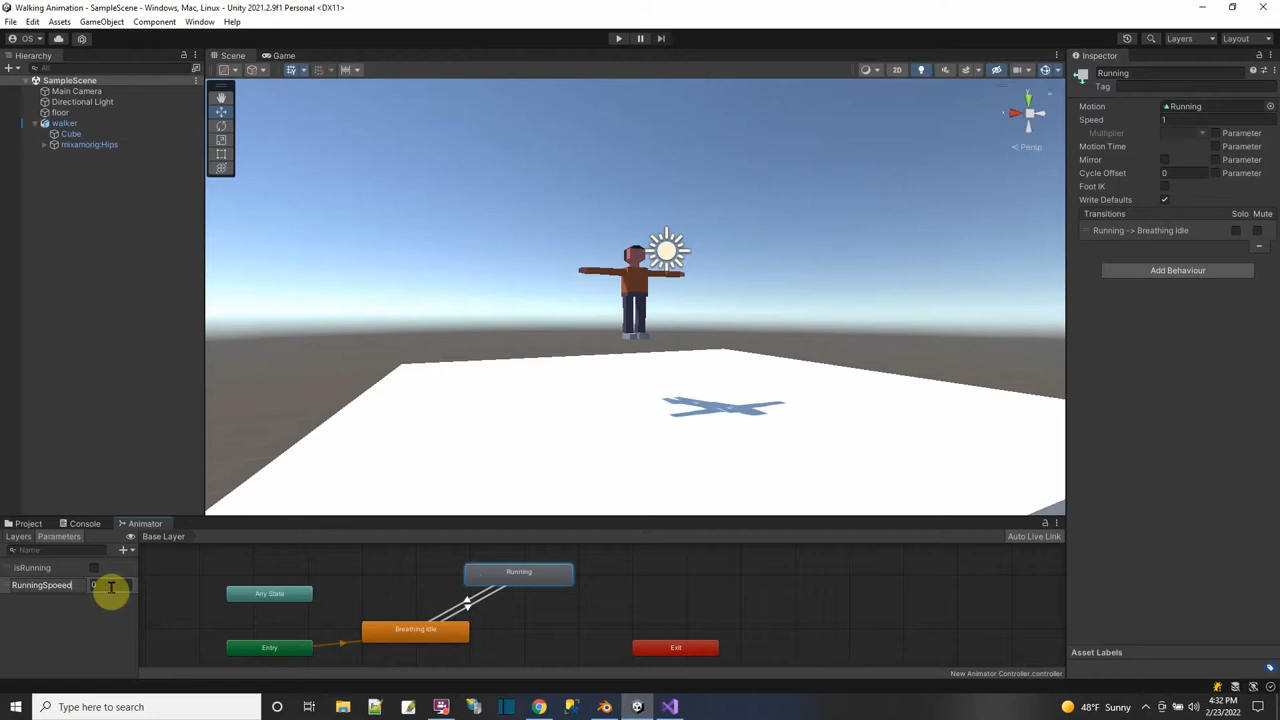 Walking Animation - SampleScene - Windows, Mac, Linux - Unity 2021.2.9f1 Personal <DX11>
File Edit Assets GameObject Component Window Help
OS Layers Layout
Hierarchy Scene Game Inspector
All 2D Running
SampleScene Tag
Main Camera
Directional Light Motion Running
floor Speed 1
walker y
Cube Multiplier Parameter
mixamorig:Hips Persp Motion Time Parameter
Mirror Parameter
Cycle Offset 0 Parameter
Foot IK
Write Defaults
Transitions Solo Mute
Running -> Breathing Idle
Add Behaviour
Project Console Animator
Layers Parameters Base Layer Auto Live Link
Name
isRunning Running
RunningSpoeed 0
Any State
Breathing Idle
Entry Exit
Asset Labels
New Animator Controller.controller
Type here to search 48°F Sunny 4:32 PM
2/23/2022